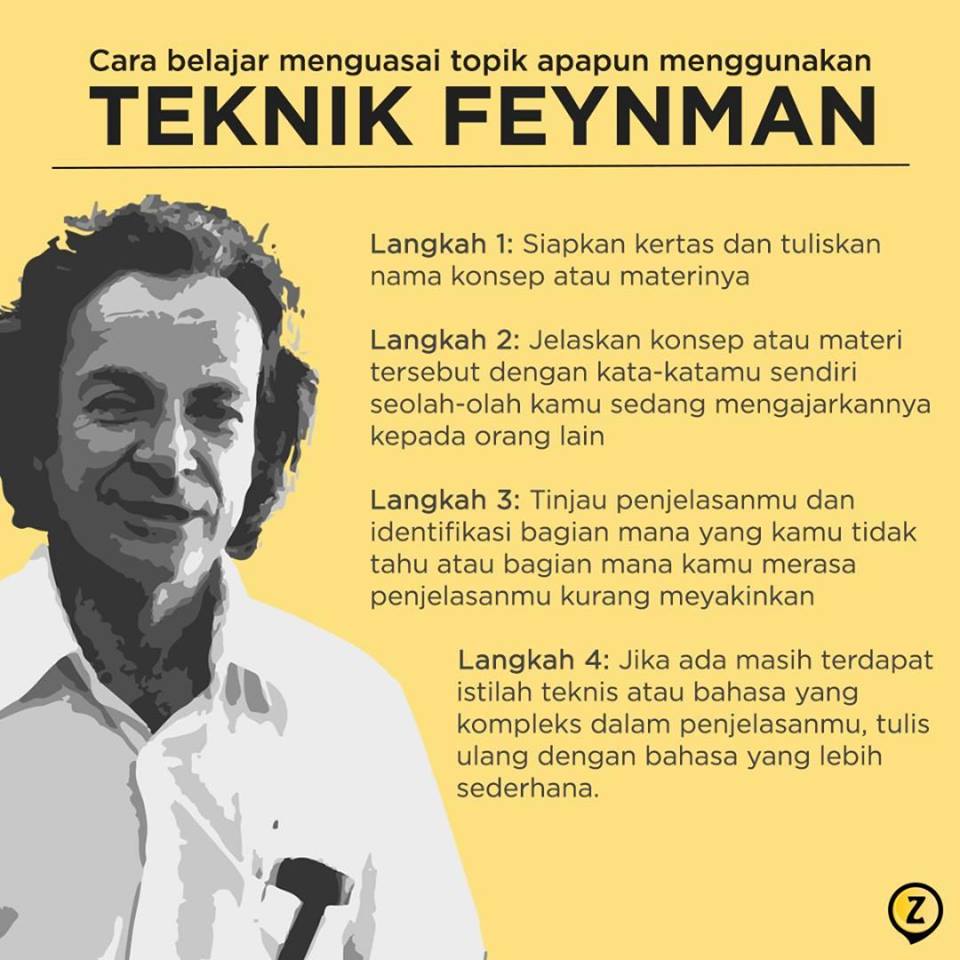 Cara belajar menguasai topik apapun menggunakan
TEKNIK FEYNMAN
Langkah 1: Siapkan kertas dan tuliskan
nama konsep atau materinya
Langkah 2: Jelaskan konsep atau materi
tersebut dengan kata-katamu sendiri
seolah-olah kamu sedang mengajarkannya
kepada orang lain
Langkah 3: Tinjau penjelasanmu dan
identifikasi bagian mana yang kamu tidak
tahu atau bagian mana kamu merasa
penjelasanmu kurang meyakinkan
Langkah 4: Jika ada masih terdapat
istilah teknis atau bahasa yang
kompleks dalam penjelasanmu, tulis
ulang dengan bahasa yang lebih
sederhana.
Z